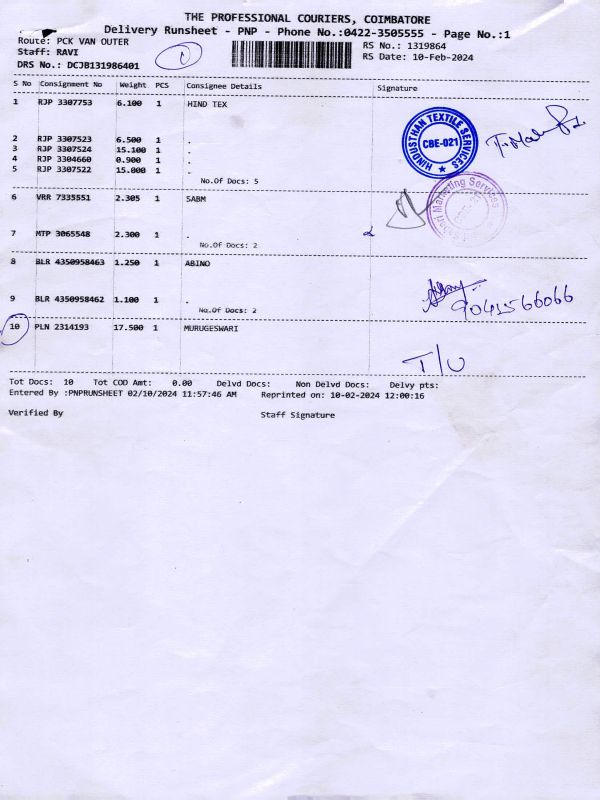 THE PROFESSIONAL COURIERS, COIMBATORE
Delivery Runsheet - PNP - Phone No.:0422-3505555 - Page No.:1
Route: PCK VAN OUTER
RS No.: 1319864
Staff: RAVI
RS Date: 10-Feb-2024
DRS No.: DCJB131986401
S No Consignment No Weight PCS Consignee Details Signature
1 RJP 3307753 6.100 1 HIND TEX
2 RJP 3307523 6.500 1 .
3 RJP 3307524 15.100 1 .
4 RJP 3304660 0.900 1 .
5 RJP 3307522 15.000 1 .
No.Of Docs: 5
HINDUSTHAN TEXTILE SERVICES
CBE-021
6 VRR 7335551 2.305 1 SABM
Marketing Services
7 MTP 3065548 2.300 1 .
No.Of Docs: 2
8 BLR 4350958463 1.250 1 ABINO
9 BLR 4350958462 1.100 1 .
No.Of Docs: 2
9041566066
10 PLN 2314193 17.500 1 MURUGESWARI
T/U
Tot Docs: 10 Tot COD Amt: 0.00 Delvd Docs: Non Delvd Docs: Delvy pts:
Entered By :PNPRUNSHEET 02/10/2024 11:57:46 AM Reprinted on: 10-02-2024 12:00:16
Verified By Staff Signature